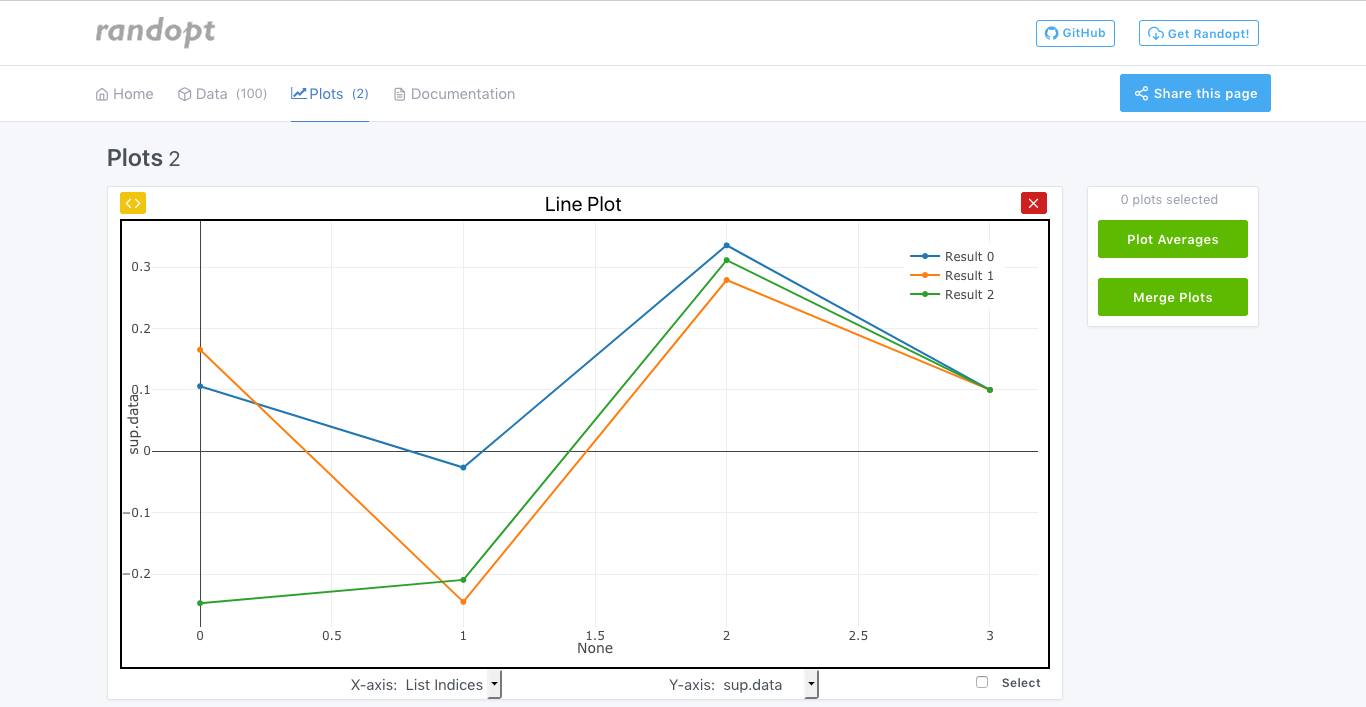 randopt
GitHub
Get Randopt!
Home
Data (100)
Plots (2)
Documentation
Share this page
Plots 2
Line Plot
0 plots selected
Plot Averages
Merge Plots
Result 0
Result 1
Result 2
0.3
0.2
0.1
0
−0.1
−0.2
sup.data
0 0.5 1 1.5 2 2.5 3
None
X-axis: List Indices
Y-axis: sup.data
Select